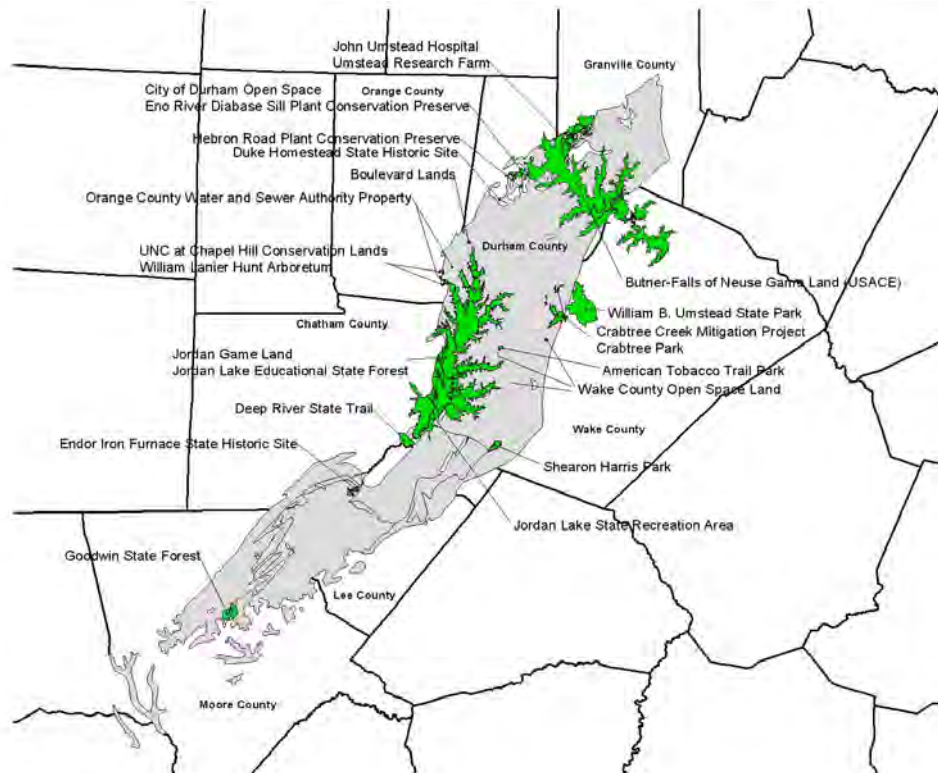 John Umstead Hospital
Umstead Research Farm
Granville County
City of Durham Open Space
Orange County
Eno River Diabase Sill Plant Conservation Preserve
Hebron Road Plant Conservation Preserve
Duke Homestead State Historic Site
Boulevard Lands
Orange County Water and Sewer Authority Property
Durham County
UNC at Chapel Hill Conservation Lands
William Lanier Hunt Arboretum
Butner-Falls of Neuse Game Land (USACE)
William B. Umstead State Park
Chatham County
Crabtree Creek Mitigation Project
Crabtree Park
Jordan Game Land
Jordan Lake Educational State Forest
American Tobacco Trail Park
Wake County Open Space Land
Deep River State Trail
Wake County
Endor Iron Furnace State Historic Site
Shearon Harris Park
Jordan Lake State Recreation Area
Goodwin State Forest
Lee County
Moore County